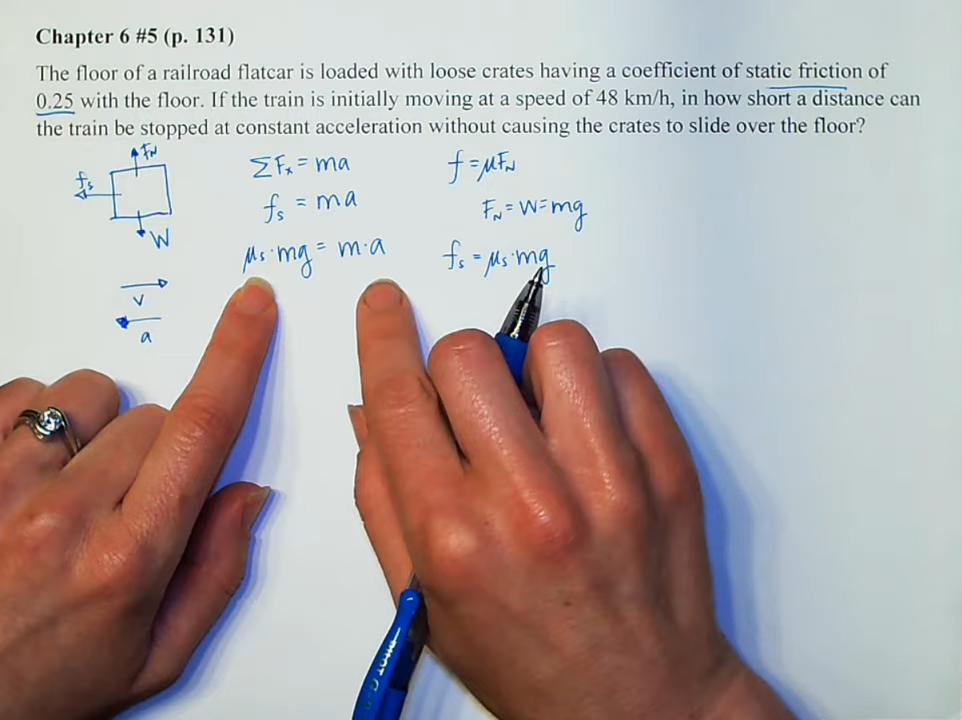 Chapter 6 #5 (p. 131)
The floor of a railroad flatcar is loaded with loose crates having a coefficient of static friction of
0.25 with the floor. If the train is initially moving at a speed of 48 km/h, in how short a distance can
the train be stopped at constant acceleration without causing the crates to slide over the floor?
FN
fs
W
v
a
ΣFx = ma
fs = ma
μs·mg = m·a
f = μFN
FN = W = mg
fs = μs·mg